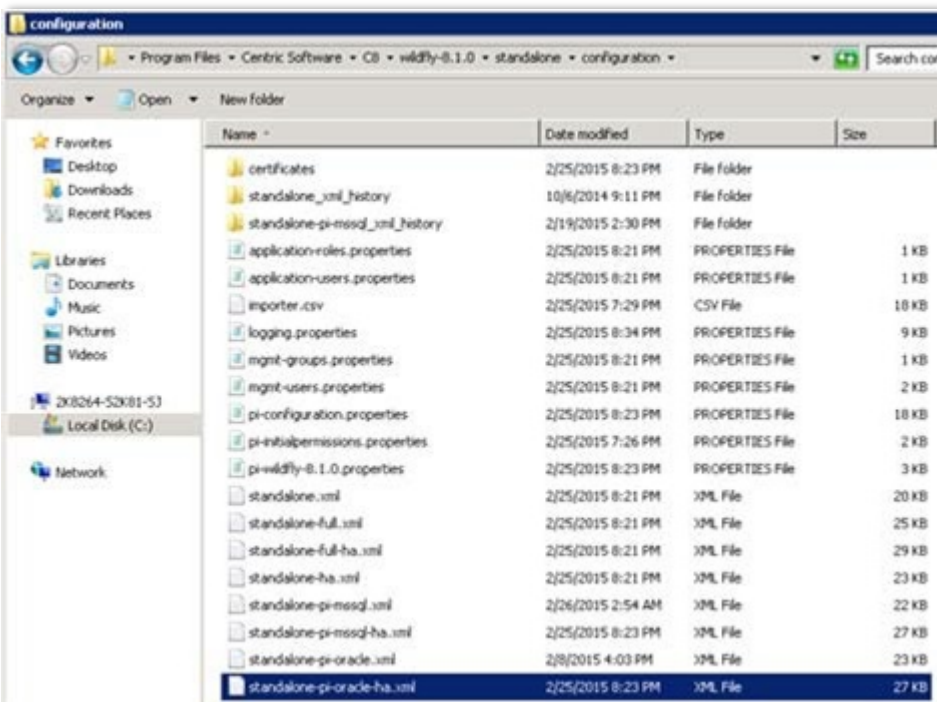 configuration
Program Files • Centric Software • C8 • wildfly-8.1.0 • standalone • configuration
Search cor
Organize Open New folder
Favorites
Desktop
Downloads
Recent Places
Libraries
Documents
Music
Pictures
Videos
2K8264-S2K81-SJ
Local Disk (C:)
Network
Name Date modified Type Size
certificates 2/25/2015 8:23 PM File folder
standalone_xml_history 10/6/2014 9:11 PM File folder
standalone-pi-mssql_xml_history 2/19/2015 2:30 PM File folder
application-roles.properties 2/25/2015 8:21 PM PROPERTIES File 1 KB
application-users.properties 2/25/2015 8:21 PM PROPERTIES File 1 KB
importer.csv 2/25/2015 7:29 PM CSV File 18 KB
logging.properties 2/25/2015 8:34 PM PROPERTIES File 9 KB
mgmt-groups.properties 2/25/2015 8:21 PM PROPERTIES File 1 KB
mgmt-users.properties 2/25/2015 8:21 PM PROPERTIES File 2 KB
pi-configuration.properties 2/25/2015 8:23 PM PROPERTIES File 18 KB
pi-initialpermissions.properties 2/25/2015 7:26 PM PROPERTIES File 2 KB
pi-wildfly-8.1.0.properties 2/25/2015 8:23 PM PROPERTIES File 3 KB
standalone.xml 2/25/2015 8:21 PM XML File 20 KB
standalone-full.xml 2/25/2015 8:21 PM XML File 25 KB
standalone-full-ha.xml 2/25/2015 8:21 PM XML File 29 KB
standalone-ha.xml 2/25/2015 8:21 PM XML File 23 KB
standalone-pi-mssql.xml 2/26/2015 2:54 AM XML File 22 KB
standalone-pi-mssql-ha.xml 2/25/2015 8:23 PM XML File 27 KB
standalone-pi-oracle.xml 2/8/2015 4:03 PM XML File 23 KB
standalone-pi-oracle-ha.xml 2/25/2015 8:23 PM XML File 27 KB